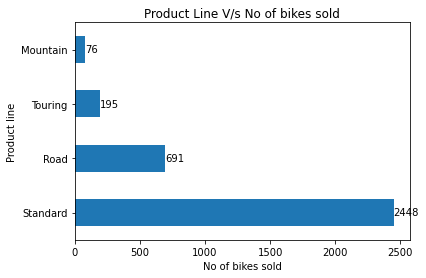 Product Line V/s No of bikes sold
Mountain
76
Touring
195
Road
691
Standard
2448
Product line
0
500
1000
1500
2000
2500
No of bikes sold